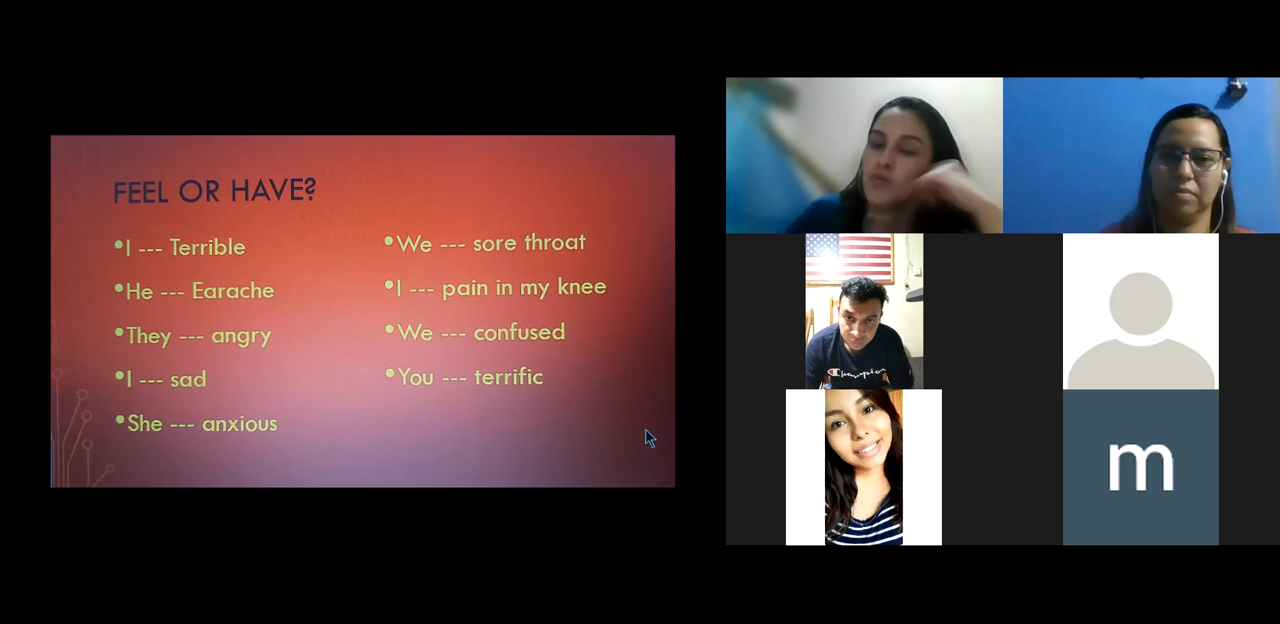 FEEL OR HAVE?
•I --- Terrible
•He --- Earache
•They --- angry
•I --- sad
•She --- anxious
•We --- sore throat
•I --- pain in my knee
•We --- confused
•You --- terrific
Champion
m